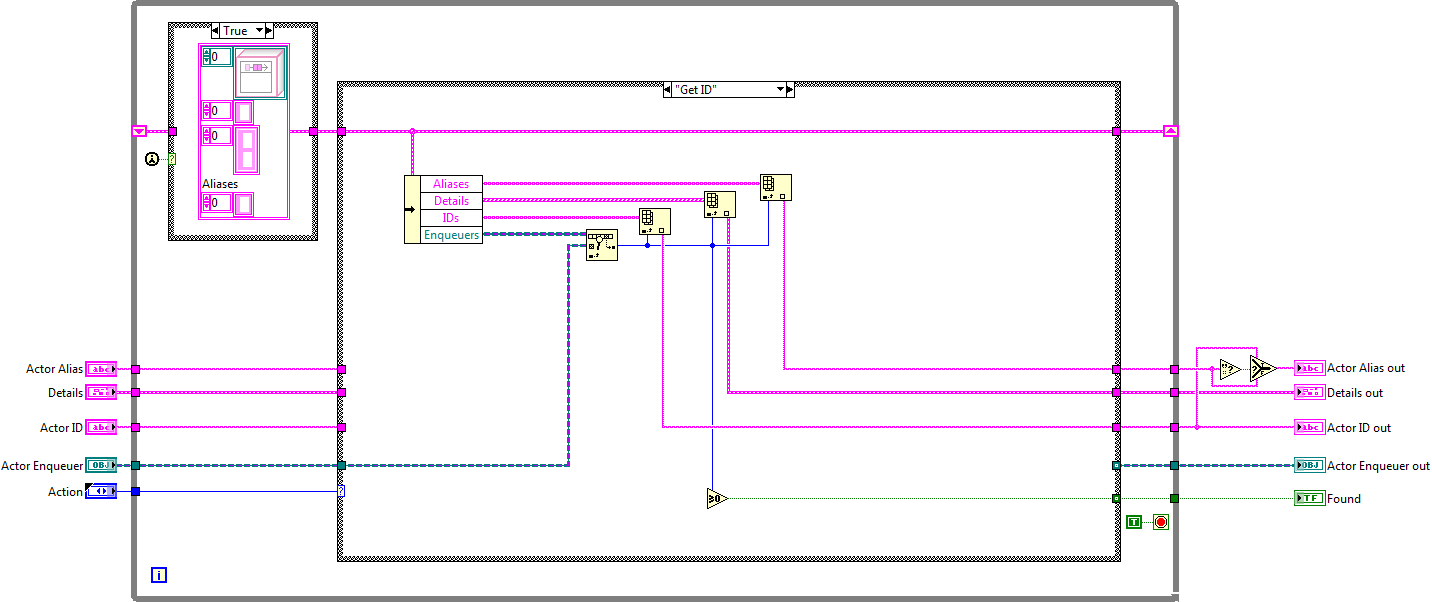 True
"Get ID"
0
0
0
Aliases
0
Aliases
Details
IDs
Enqueuers
Actor Alias
abc
abc
Actor Alias out
Details
Details out
Actor ID
abc
abc
Actor ID out
Actor Enqueuer
OBJ
OBJ
Actor Enqueuer out
Action
?
≥0
TF
Found
T
i